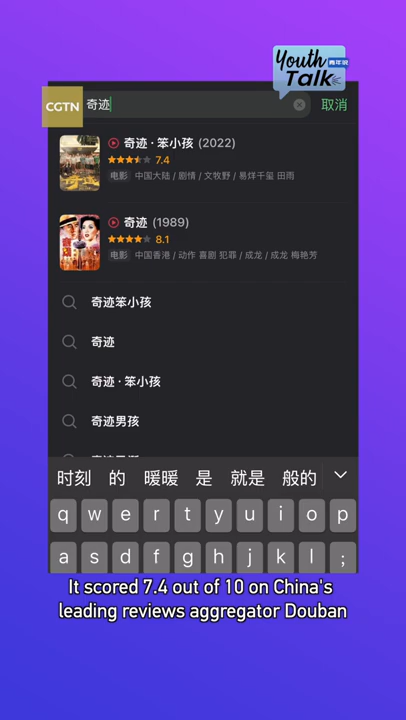 Youth
Talk
青年说
CGTN
奇迹
取消
奇迹 · 笨小孩 (2022)
7.4
电影 中国大陆 / 剧情 / 文牧野 / 易烊千玺 田雨
奇迹 (1989)
8.1
电影 中国香港 / 动作 喜剧 犯罪 / 成龙 / 成龙 梅艳芳
奇迹笨小孩
奇迹
奇迹 · 笨小孩
奇迹男孩
时刻 的 暖暖 是 就是 般的
q w e r t y u i o p
a s d f g h j k l ;
It scored 7.4 out of 10 on China's
leading reviews aggregator Douban